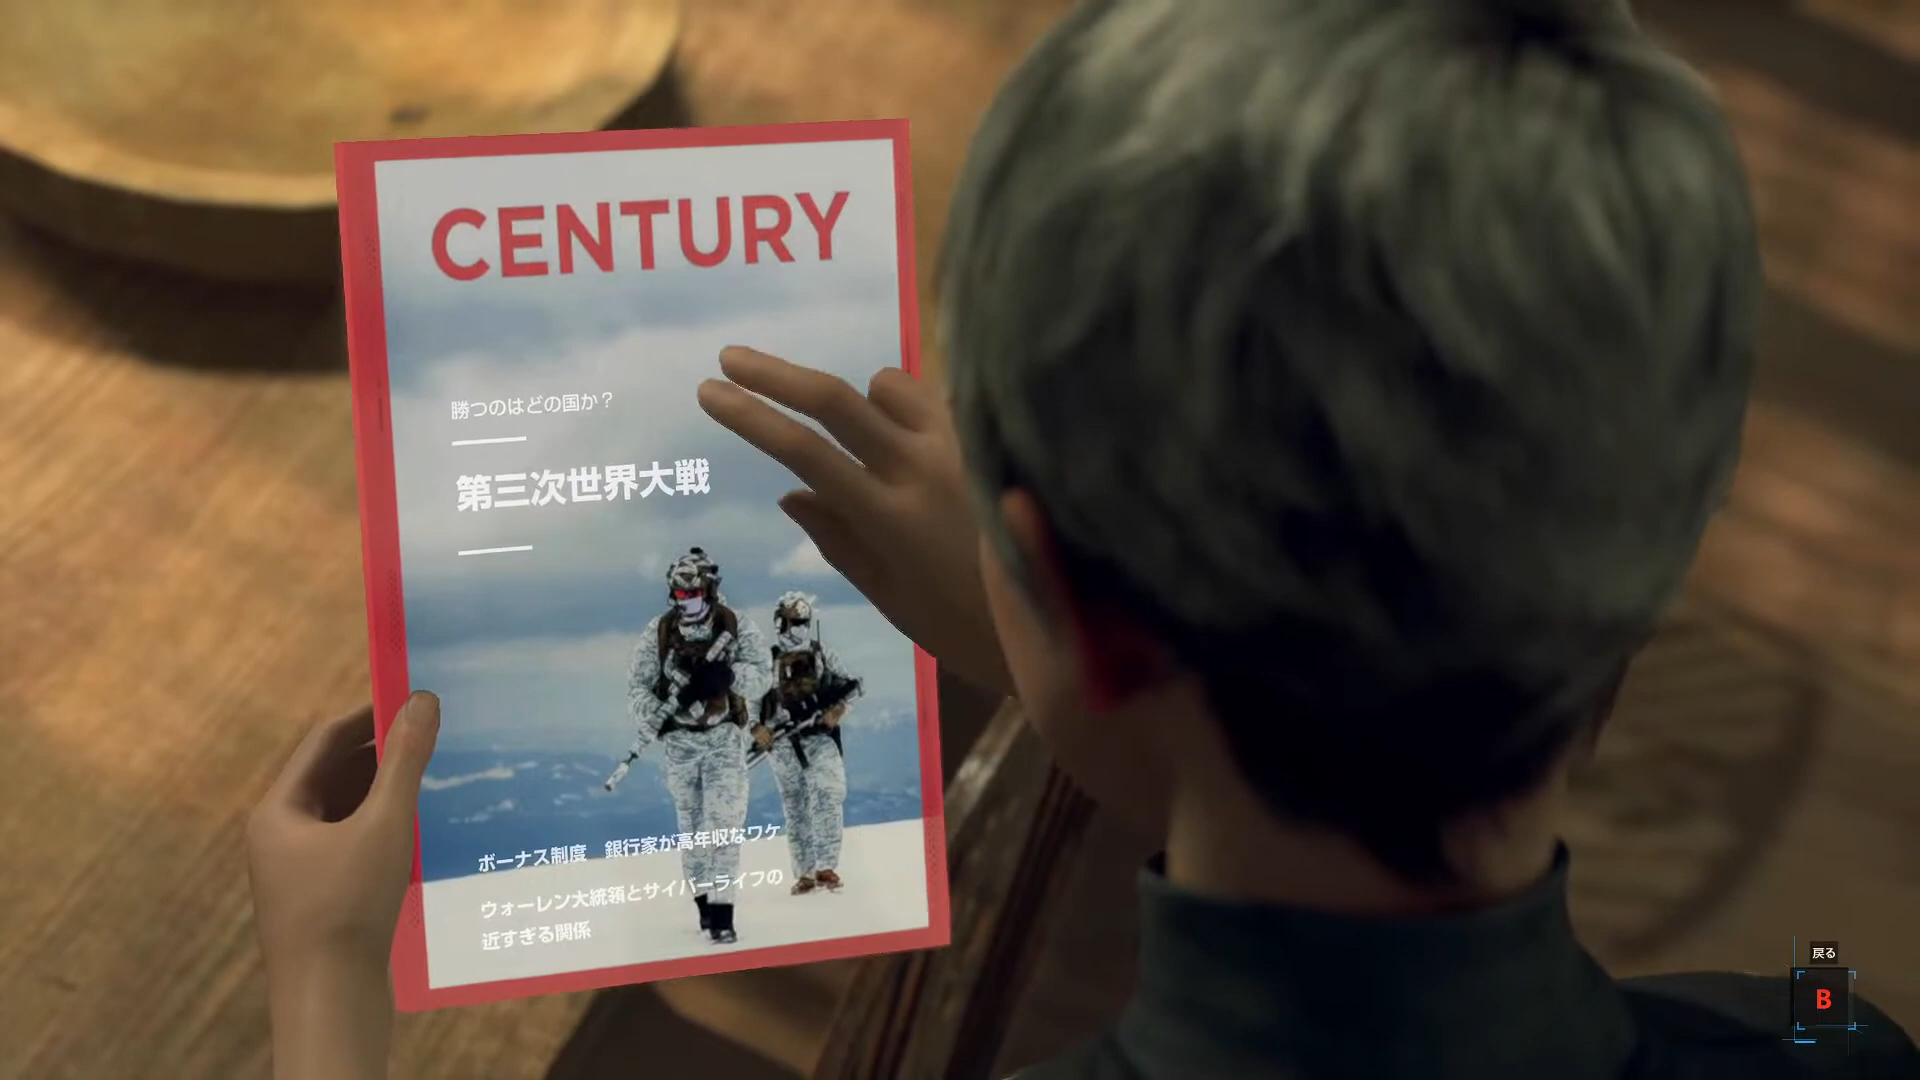 CENTURY
勝つのはどの国か？
第三次世界大戦
ボーナス制度　銀行家が高年収なワケ
ウォーレン大統領とサイバーライフの
近すぎる関係
戻る
B